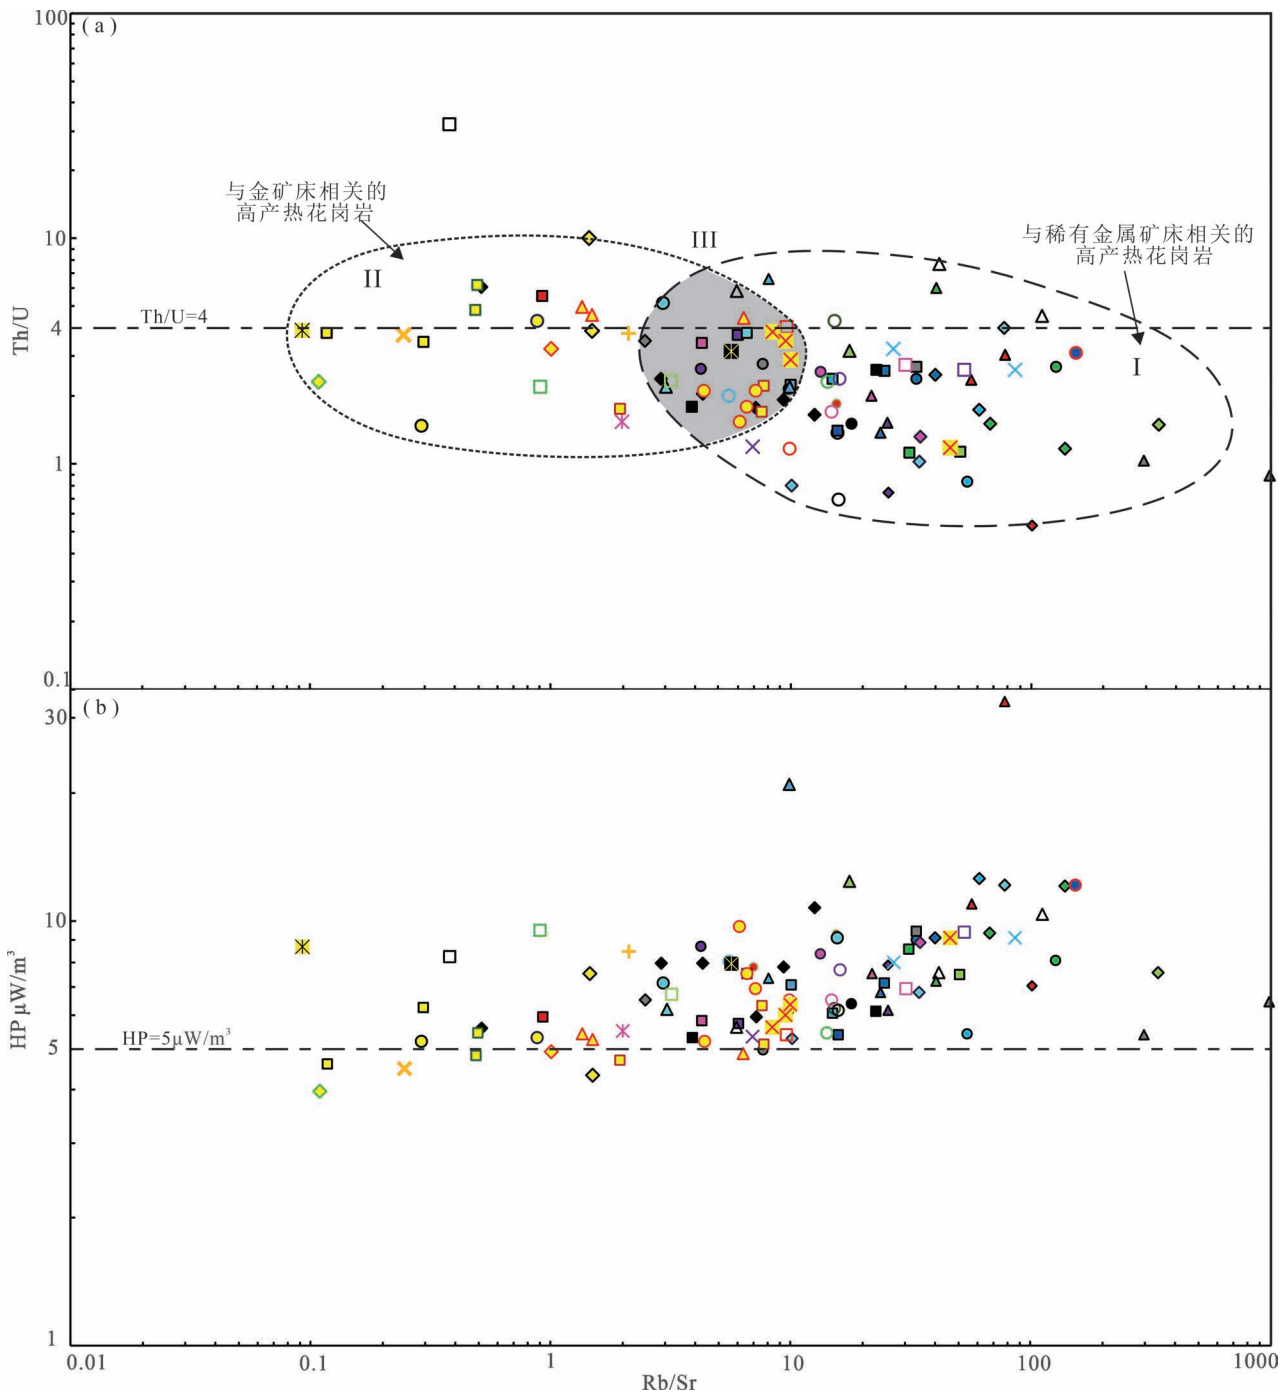 100
( a )
与金矿床相关的
高产热花岗岩
III
与稀有金属矿床相关的
高产热花岗岩
10
II
Th/U=4
4
Th/U
I
1
0.1
( b )
30
10
HP μW/m³
HP=5μW/m³
5
1
0.01
0.1
1
10
100
1000
Rb/Sr